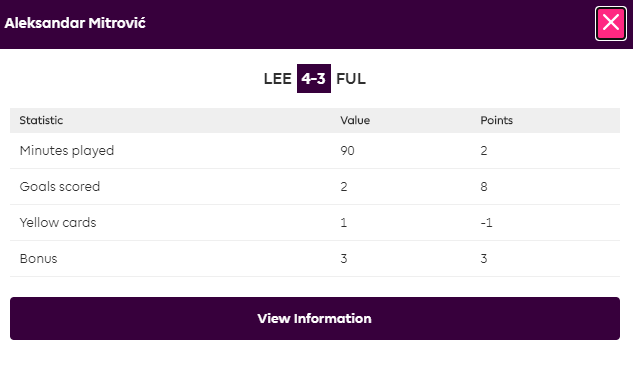 Aleksandar Mitrović
LEE 4-3 FUL
Statistic Value Points
Minutes played 90 2
Goals scored 2 8
Yellow cards 1 -1
Bonus 3 3
View Information